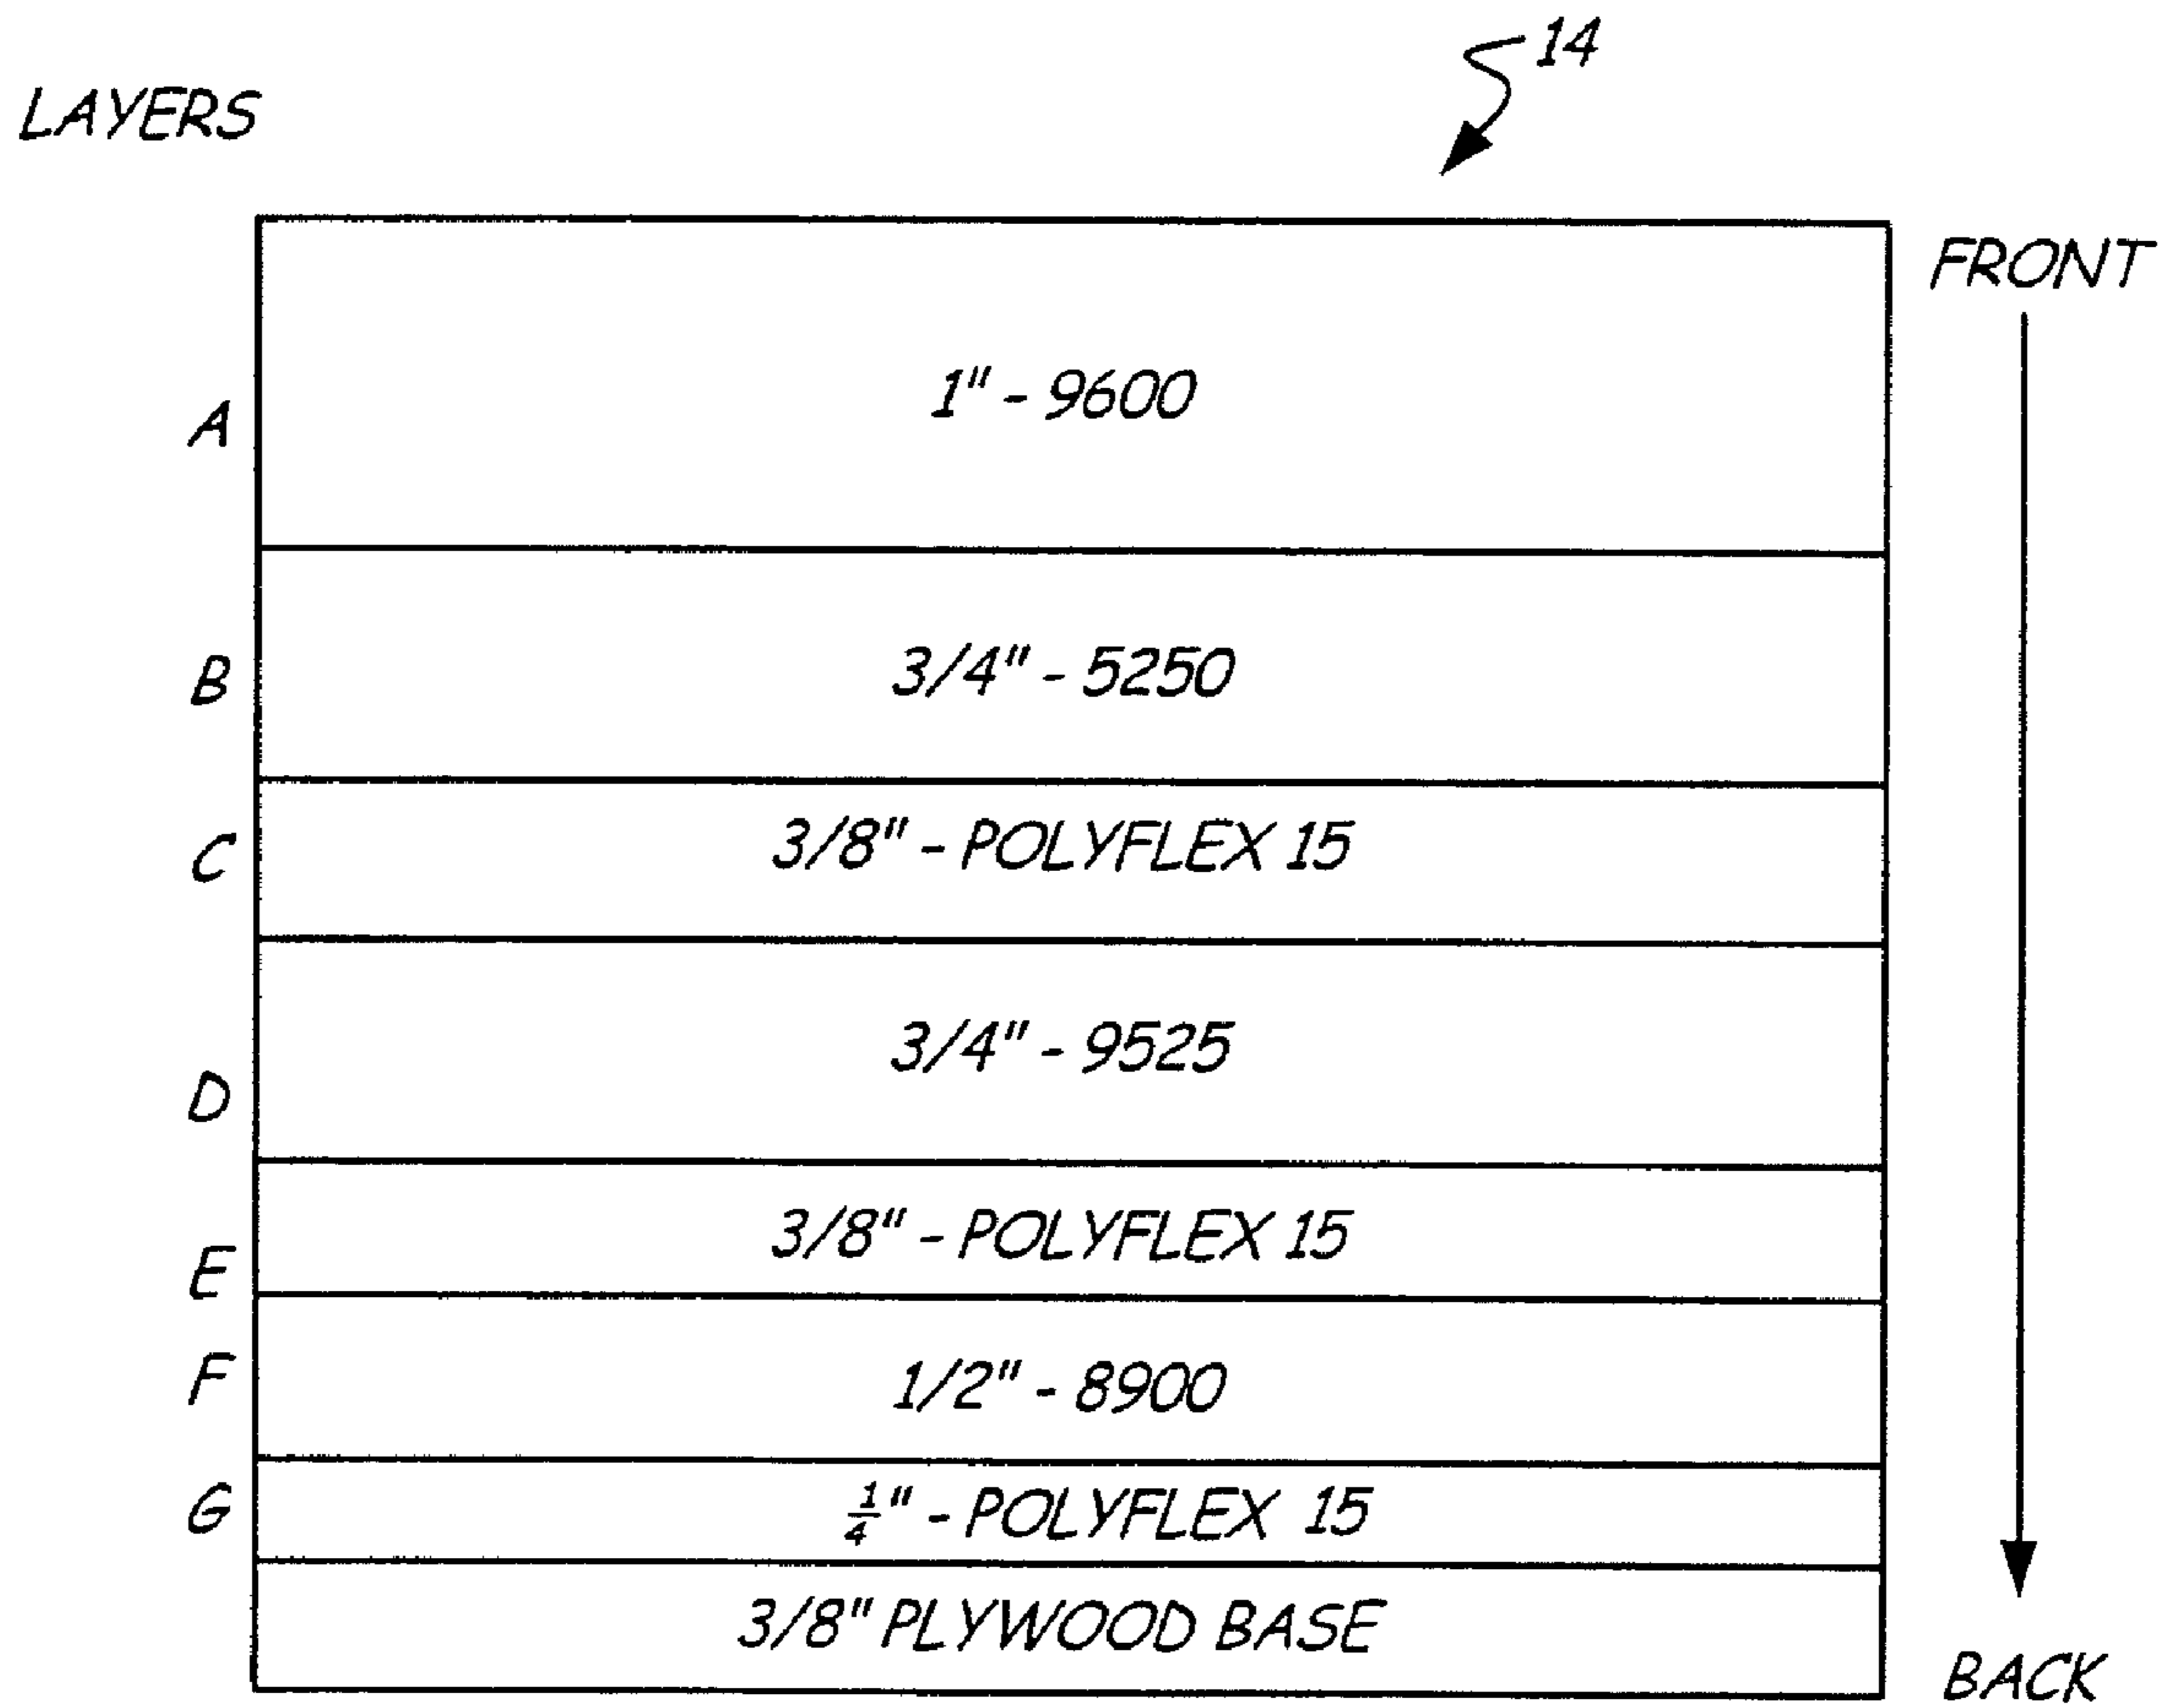 14
LAYERS
FRONT
A
1" - 9600
B
3/4" - 5250
C
3/8" - POLYFLEX 15
D
3/4" - 9525
E
3/8" - POLYFLEX 15
F
1/2" - 8900
G
1/4" - POLYFLEX 15
3/8" PLYWOOD BASE
BACK